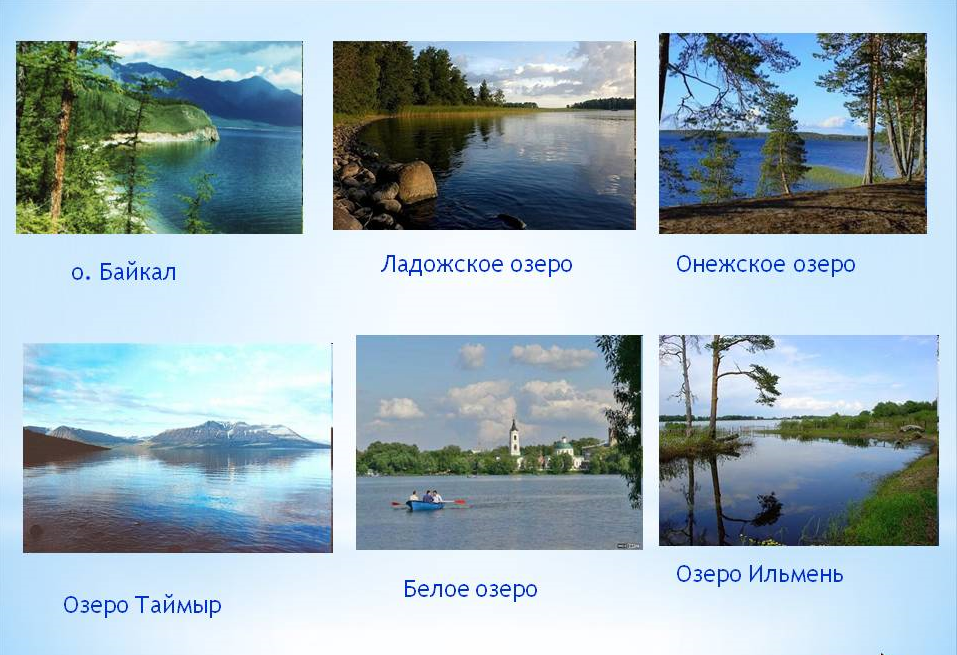 о. Байкал
Ладожское озеро
Онежское озеро
Озеро Таймыр
Белое озеро
Озеро Ильмень